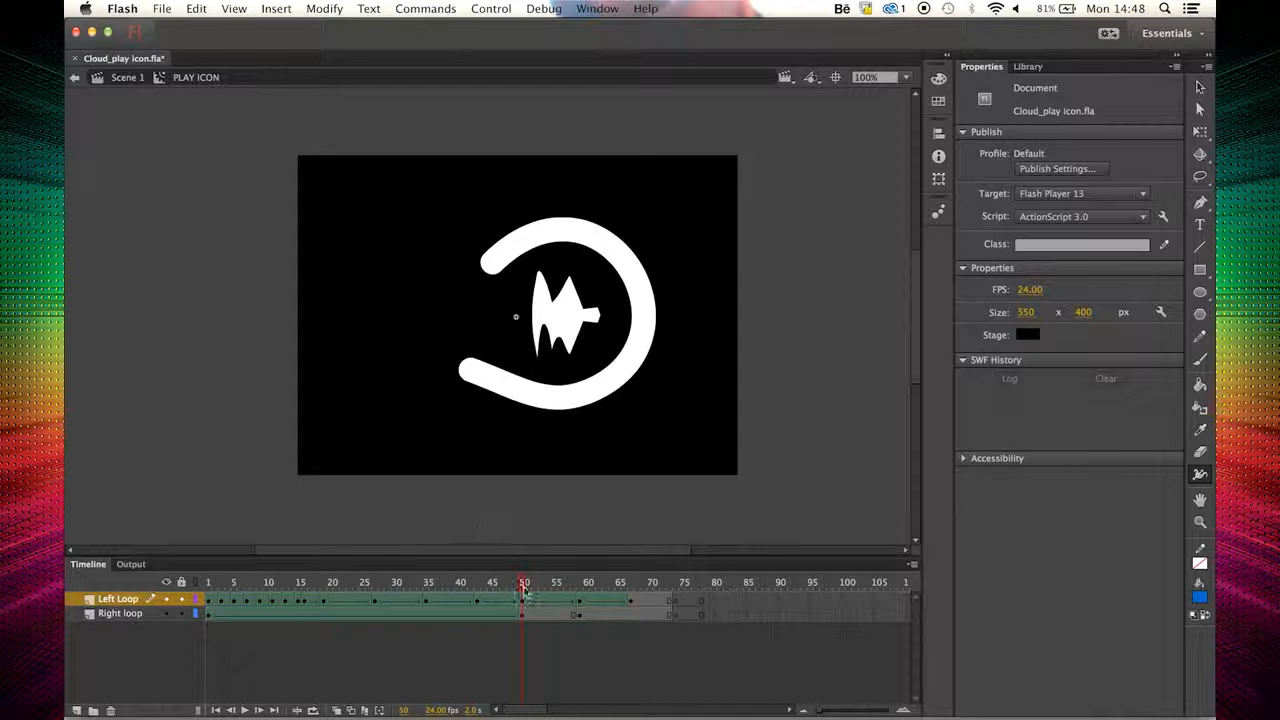 Flash File Edit View Insert Modify Text Commands Control Debug Window Help Bē 1 81% Mon 14:48
Fl Essentials
Cloud_play icon.fla*
Scene 1 PLAY ICON 100%
Properties Library
Document
Fl
Cloud_play icon.fla
Publish
Profile: Default
Publish Settings...
Target: Flash Player 13
Script: ActionScript 3.0
Class:
Properties
FPS: 24.00
Size: 550 x 400 px
Stage:
SWF History
Log Clear
Accessibility
T
Timeline Output
1 5 10 15 20 25 30 35 40 45 50 55 60 65 70 75 80 85 90 95 100 105 1
Left Loop
Right loop
50 24.00 fps 2.0 s